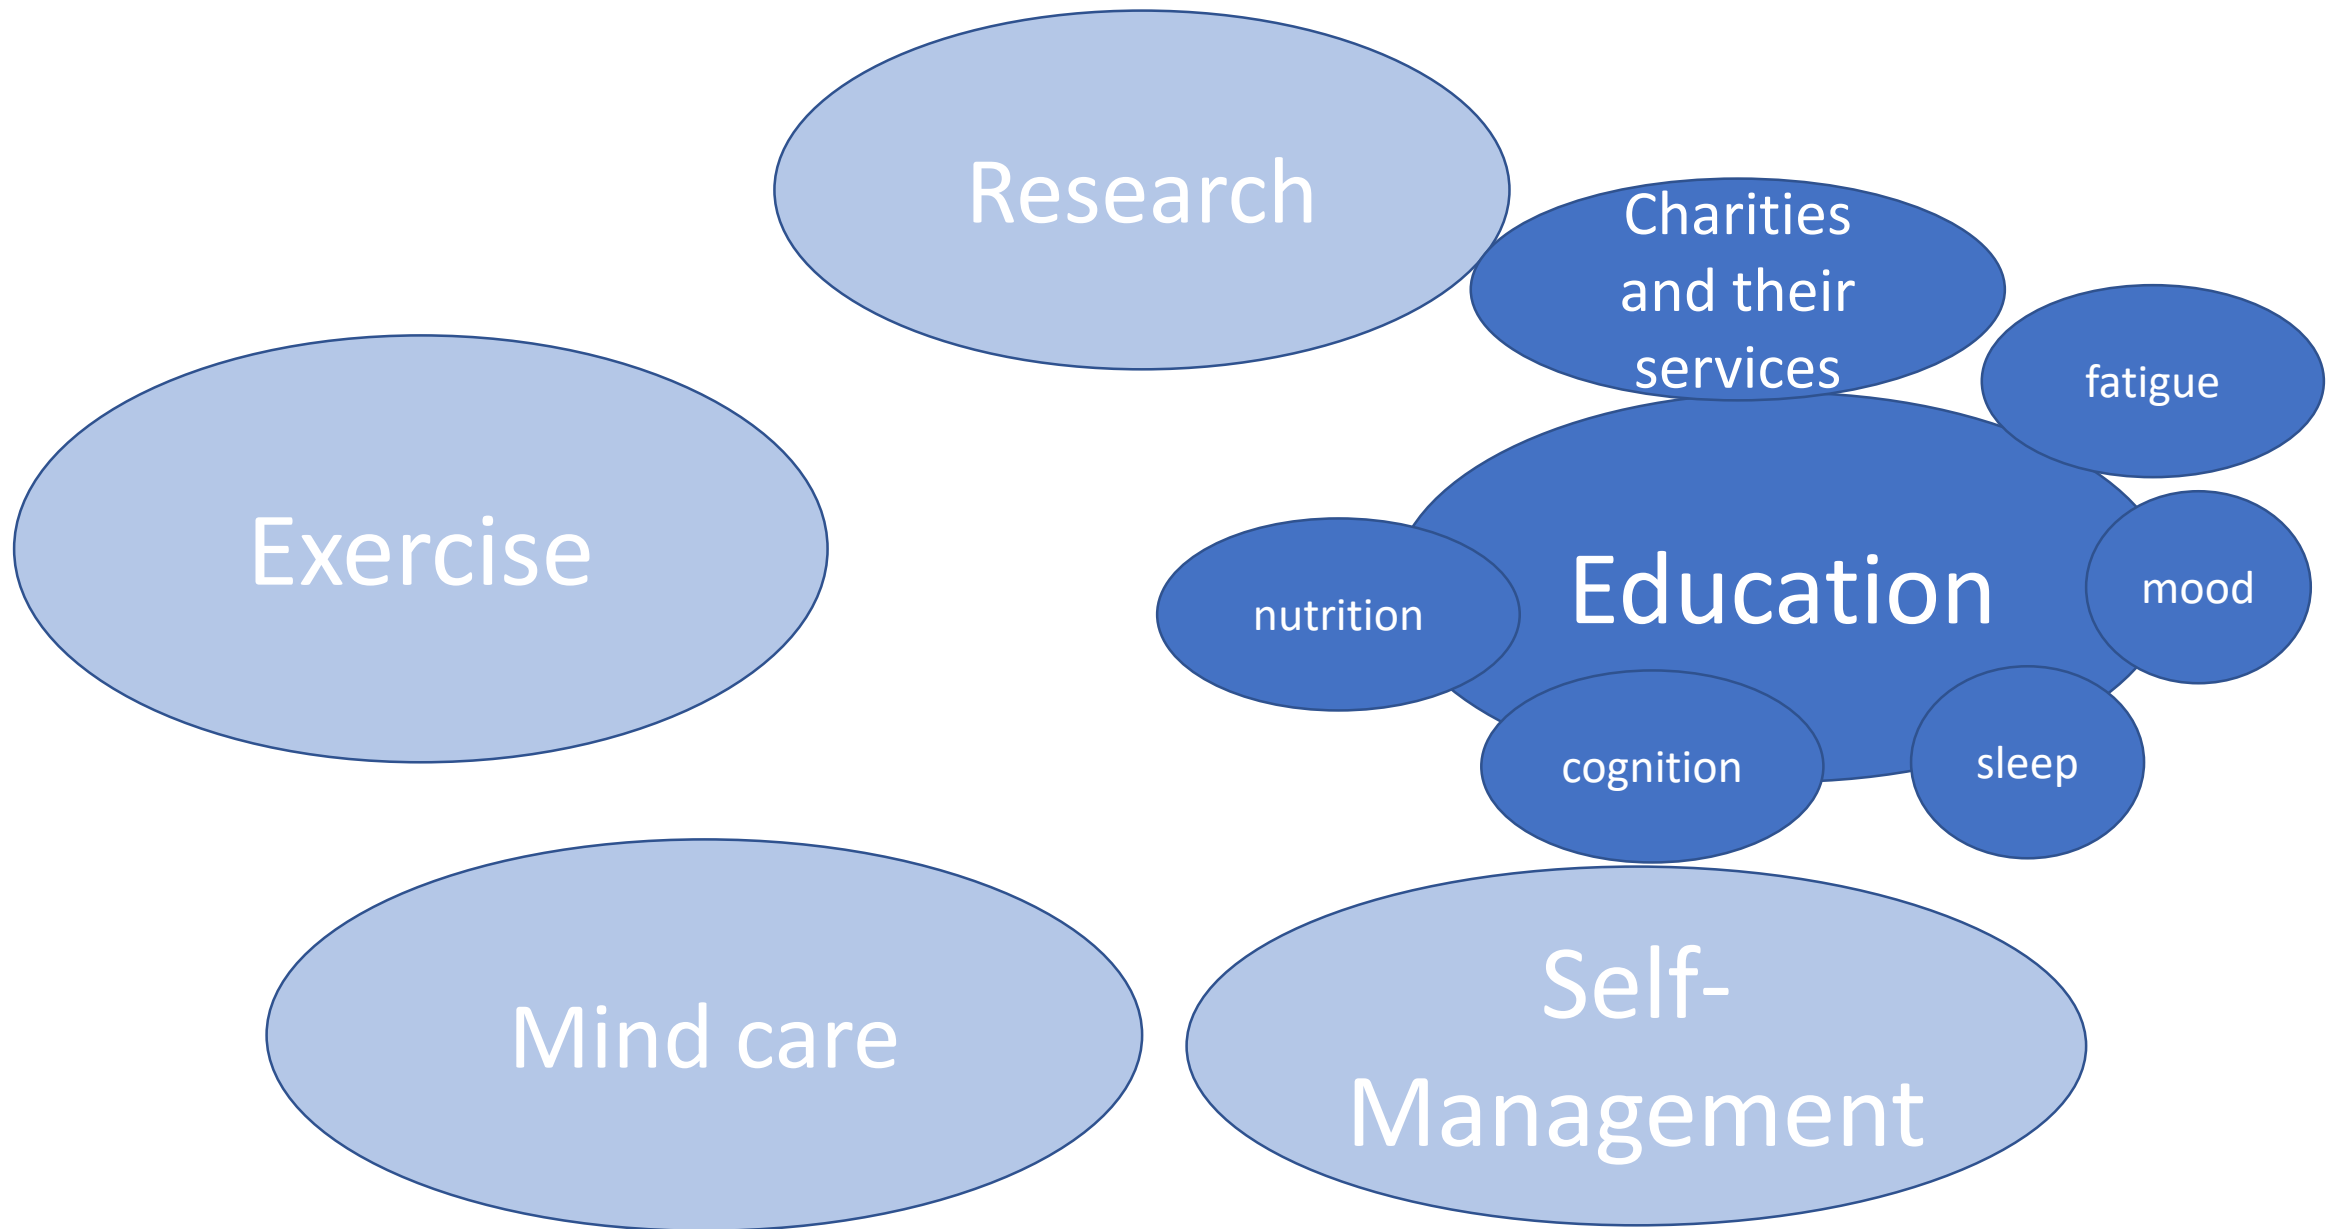 Research
Charities
and their
services
fatigue
Exercise
Education
mood
nutrition
cognition
sleep
Mind care
Self-
Management